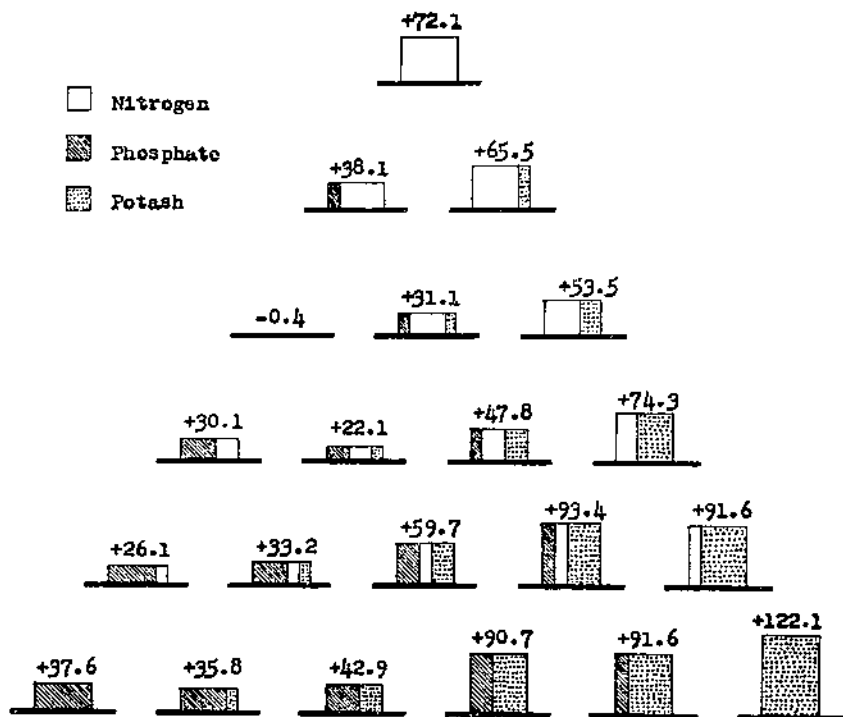 +72.1
Nitrogen
Phosphate
Potash
+38.1 +65.5
-0.4 +31.1 +53.5
+30.1 +22.1 +47.8 +74.3
+26.1 +33.2 +59.7 +93.4 +91.6
+37.6 +35.8 +42.9 +90.7 +91.6 +122.1